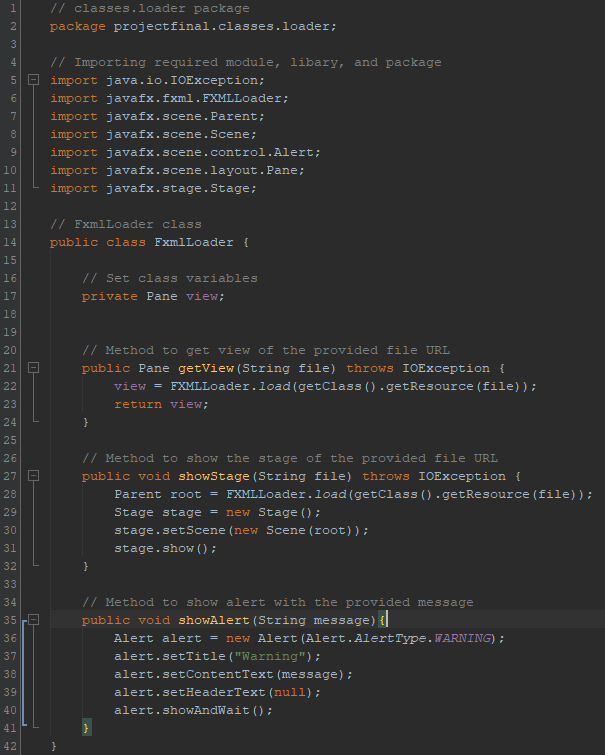 1 // classes.loader package
2 package projectfinal.classes.loader;
3
4 // Importing required module, libary, and package
5 import java.io.IOException;
6 import javafx.fxml.FXMLLoader;
7 import javafx.scene.Parent;
8 import javafx.scene.Scene;
9 import javafx.scene.control.Alert;
10 import javafx.scene.layout.Pane;
11 import javafx.stage.Stage;
12
13 // FxmlLoader class
14 public class FxmlLoader {
15
16     // Set class variables
17     private Pane view;
18
19
20     // Method to get view of the provided file URL
21     public Pane getView(String file) throws IOException {
22         view = FXMLLoader.load(getClass().getResource(file));
23         return view;
24     }
25
26     // Method to show the stage of the provided file URL
27     public void showStage(String file) throws IOException {
28         Parent root = FXMLLoader.load(getClass().getResource(file));
29         Stage stage = new Stage();
30         stage.setScene(new Scene(root));
31         stage.show();
32     }
33
34     // Method to show alert with the provided message
35     public void showAlert(String message){
36         Alert alert = new Alert(Alert.AlertType.WARNING);
37         alert.setTitle("Warning");
38         alert.setContentText(message);
39         alert.setHeaderText(null);
40         alert.showAndWait();
41     }
42 }